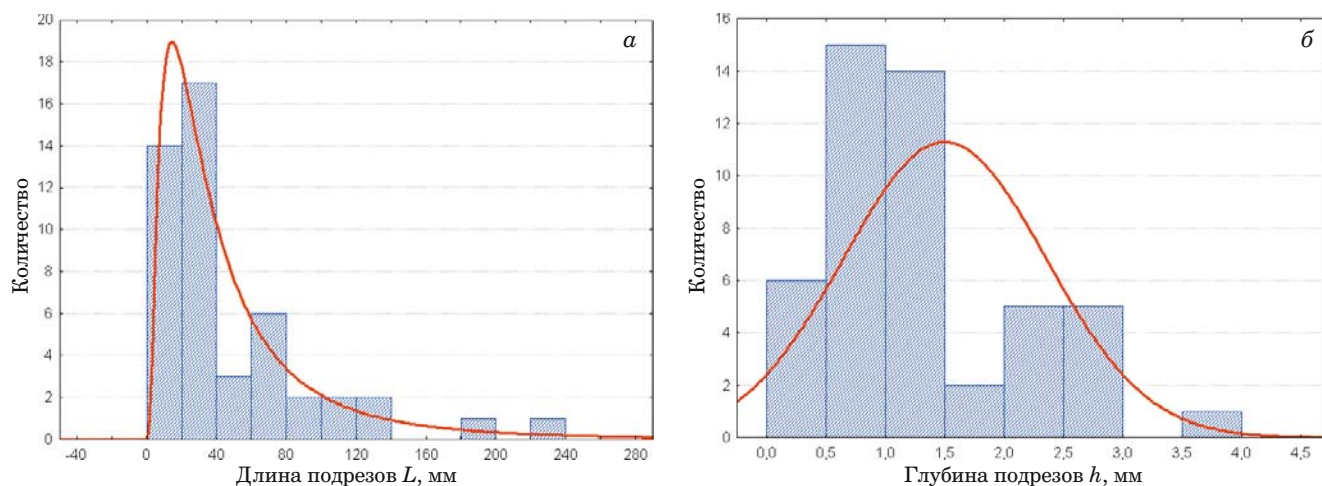 а
Количество
20
18
16
14
12
10
8
6
4
2
0
-40 0 40 80 120 160 200 240 280
Длина подрезов L, мм
б
Количество
16
14
12
10
8
6
4
2
0
0,0 0,5 1,0 1,5 2,0 2,5 3,0 3,5 4,0 4,5
Глубина подрезов h, мм